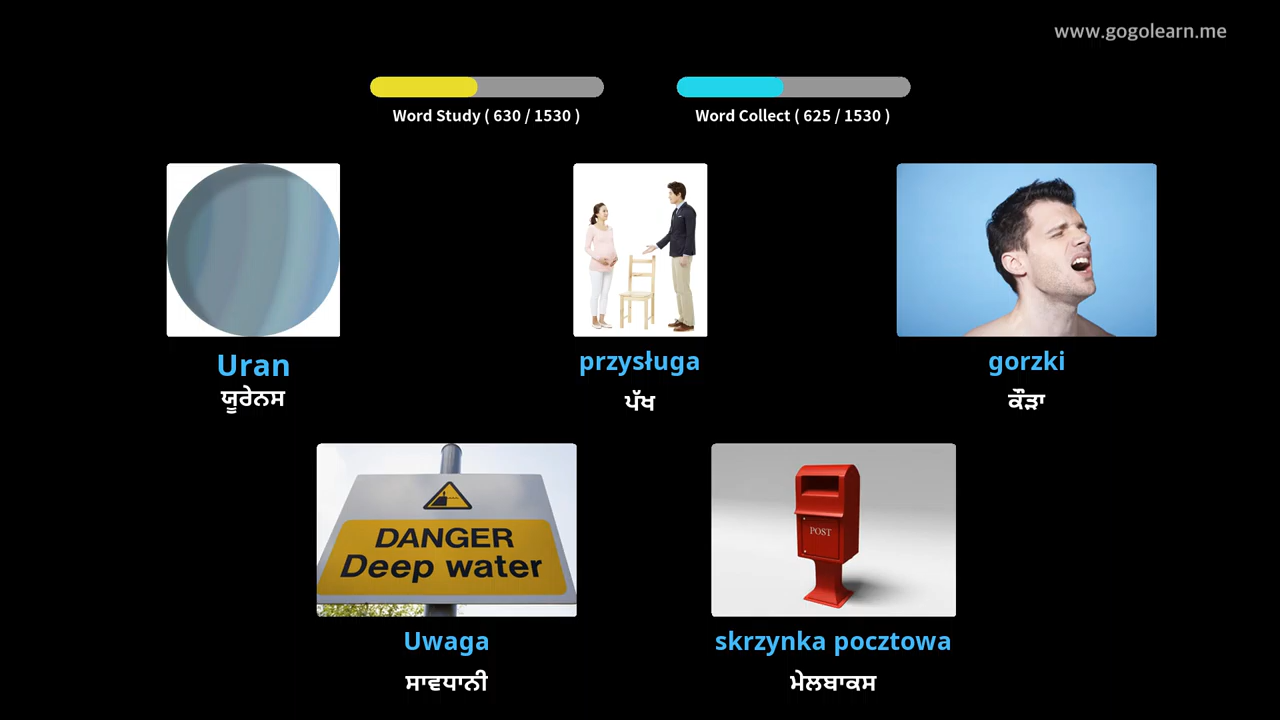 www.gogolearn.me
Word Study ( 630 / 1530 )
Word Collect ( 625 / 1530 )
Uran
ਯੂਰੇਨਸ
przysługa
ਪੱਖ
gorzki
ਕੌੜਾ
DANGER
Deep water
Uwaga
ਸਾਵਧਾਨੀ
POST
skrzynka pocztowa
ਮੇਲਬਾਕਸ